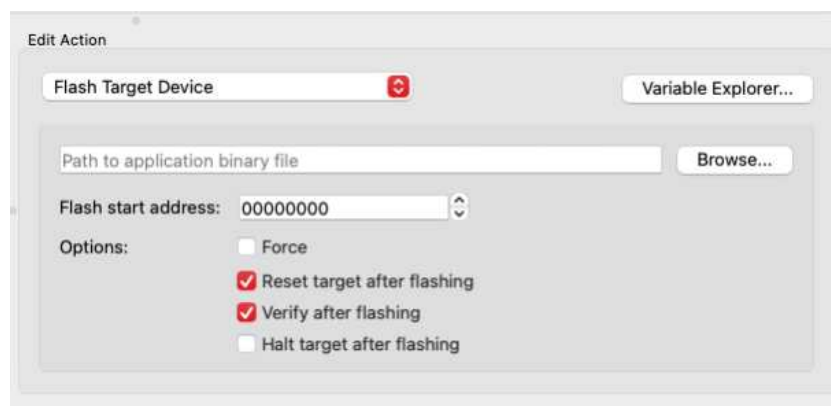 Edit Action
Flash Target Device
Variable Explorer...
Path to application binary file
Browse...
Flash start address: 00000000
Options: Force
Reset target after flashing
Verify after flashing
Halt target after flashing